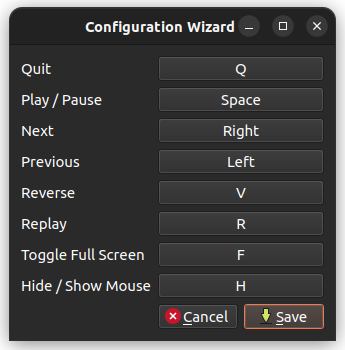 Configuration Wizard
Quit Q
Play / Pause Space
Next Right
Previous Left
Reverse V
Replay R
Toggle Full Screen F
Hide / Show Mouse H
Cancel Save